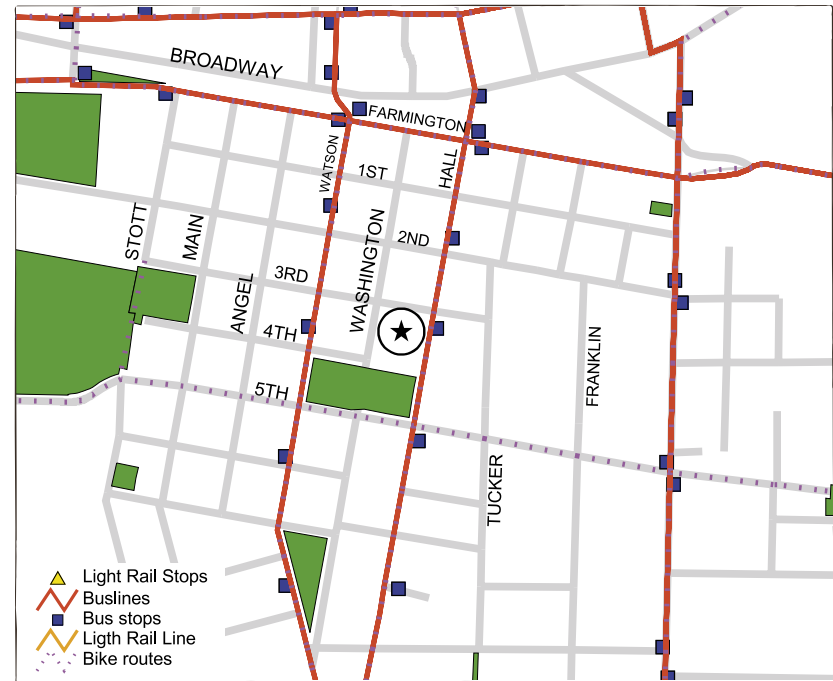 BROADWAY
FARMINGTON
WATSON
1ST
HALL
STOTT
MAIN
WASHINGTON
2ND
3RD
ANGEL
4TH
FRANKLIN
5TH
TUCKER
Light Rail Stops
Buslines
Bus stops
Ligth Rail Line
Bike routes